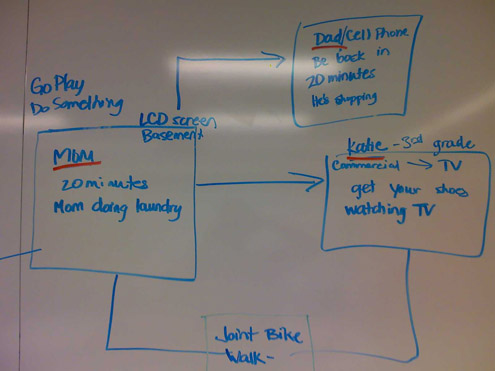 Go Play
Do Something
LCD screen
Basement
Mom
20 minutes
Mom doing laundry
Dad/Cell Phone
Be back in
20 minutes
He's shopping
Katie - 3rd grade
Commercial → TV
get your shoes
watching TV
Joint Bike
Walk-